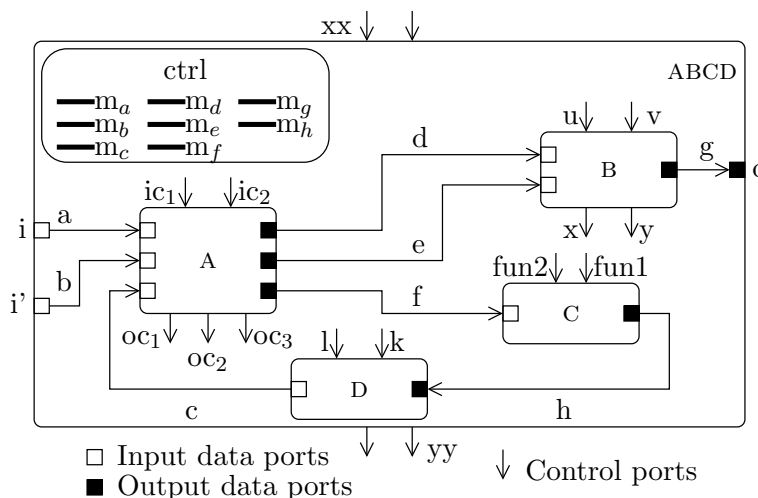 xx
ctrl
ABCD
m_a m_d m_g
m_b m_e m_h
m_c m_f
d
u v
B
g
o
ic_1 ic_2
i a
A
e
x y
b
i'
f
fun2 fun1
C
oc_1 oc_2 oc_3
l k
D
c
h
yy
Input data ports
Output data ports
Control ports